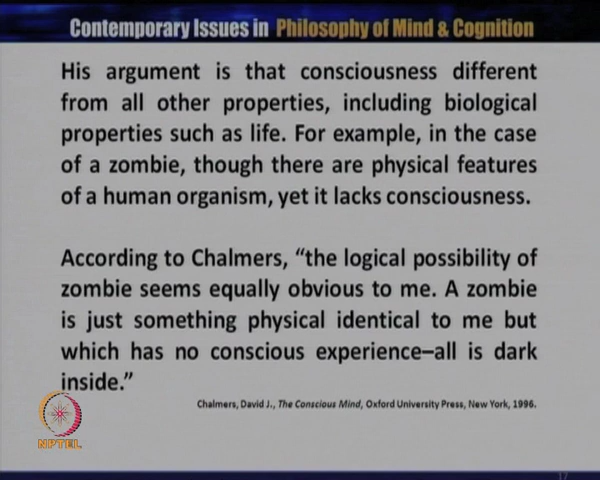 Contemporary Issues in Philosophy of Mind & Cognition
His argument is that consciousness different
from all other properties, including biological
properties such as life. For example, in the case
of a zombie, though there are physical features
of a human organism, yet it lacks consciousness.
According to Chalmers, “the logical possibility of
zombie seems equally obvious to me. A zombie
is just something physical identical to me but
which has no conscious experience–all is dark
inside.”
Chalmers, David J., The Conscious Mind, Oxford University Press, New York, 1996.
NPTEL
17